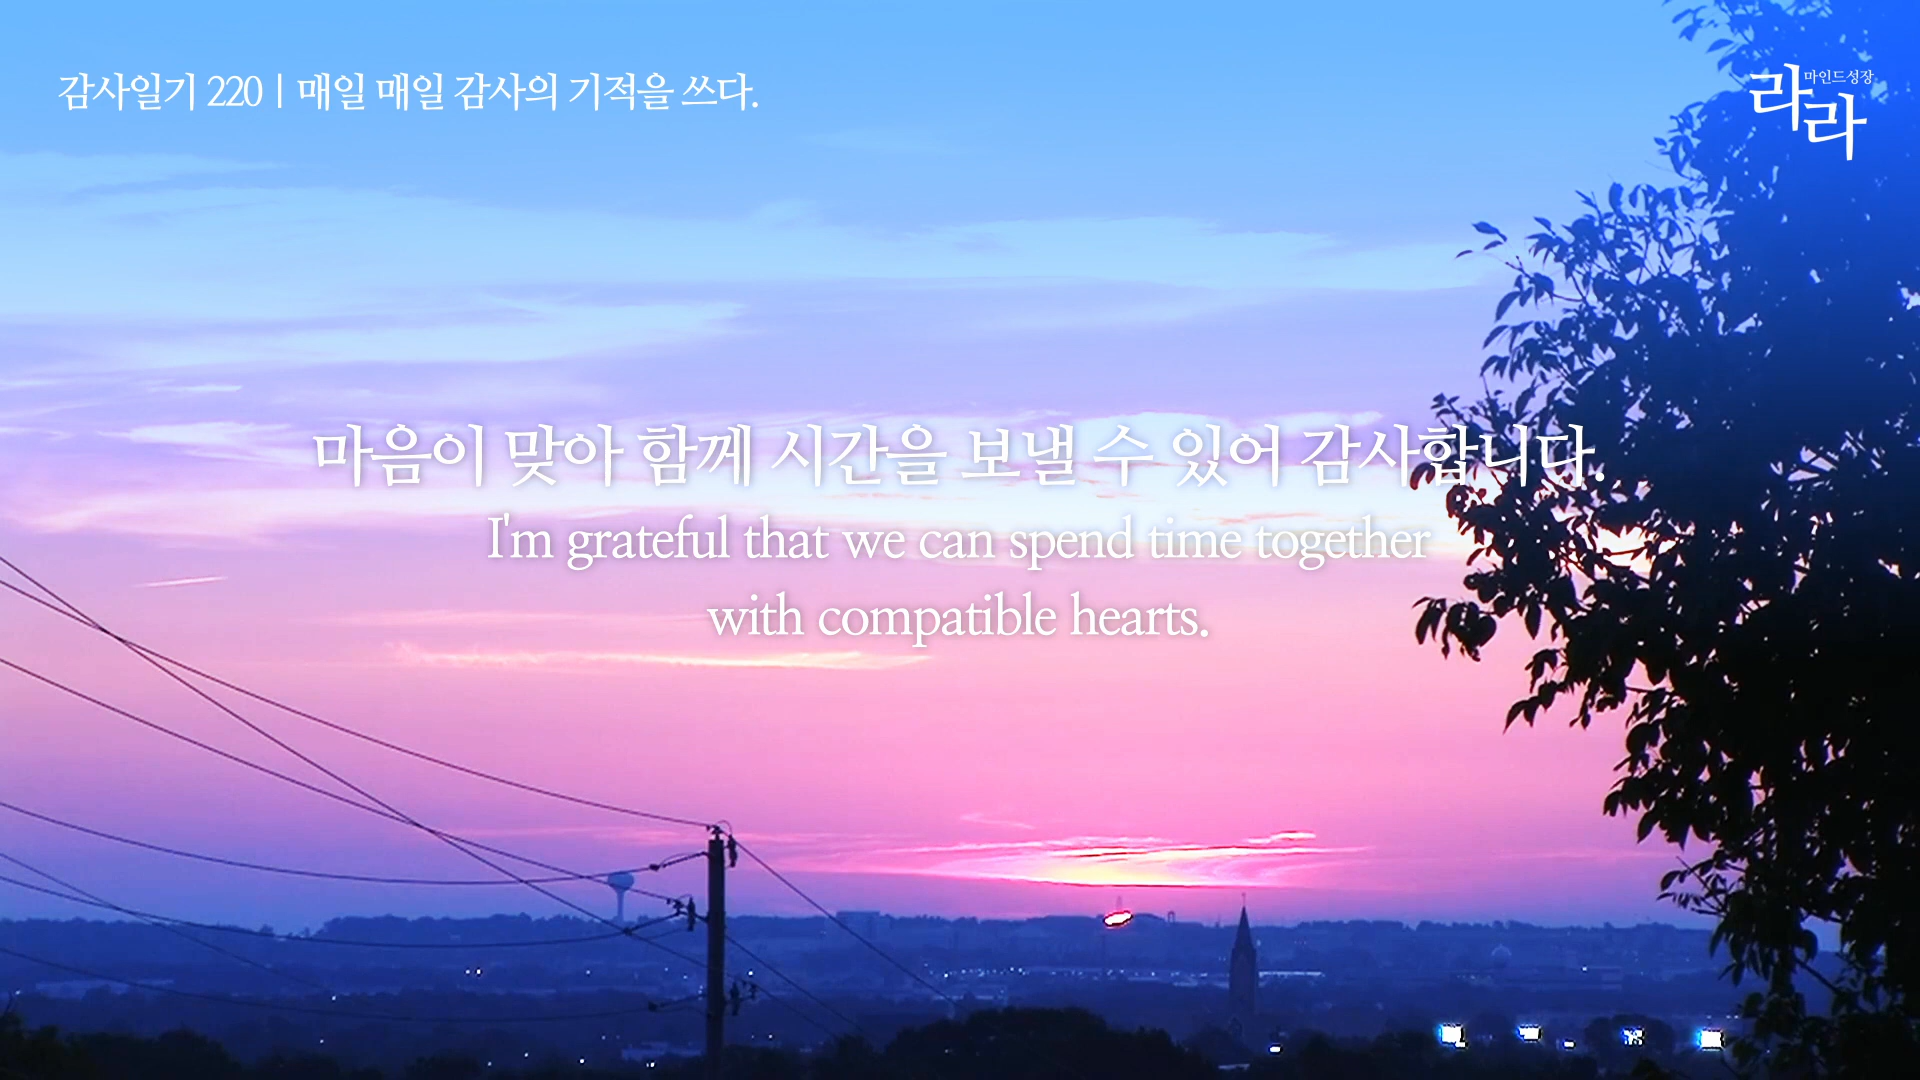 감사일기 220 | 매일 매일 감사의 기적을 쓰다.
마인드성장
라라
마음이 맞아 함께 시간을 보낼 수 있어 감사합니다.
I'm grateful that we can spend time together
with compatible hearts.